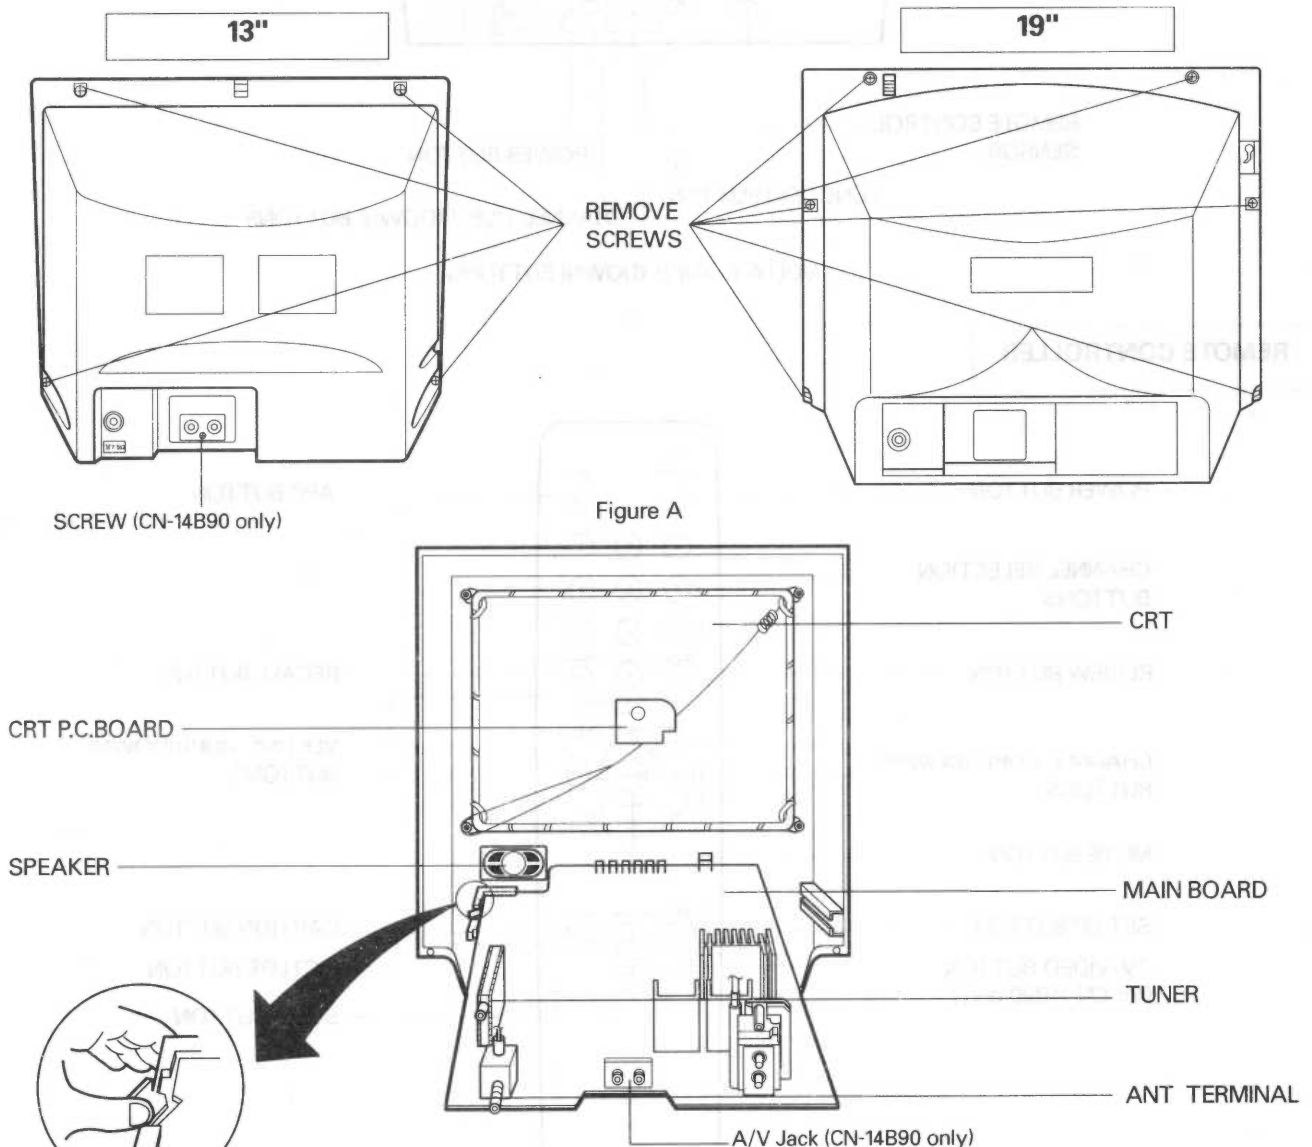 13"
19"
REMOVE
SCREWS
SCREW (CN-14B90 only)
Figure A
CRT
CRT P.C.BOARD
SPEAKER
MAIN BOARD
TUNER
ANT TERMINAL
A/V Jack (CN-14B90 only)